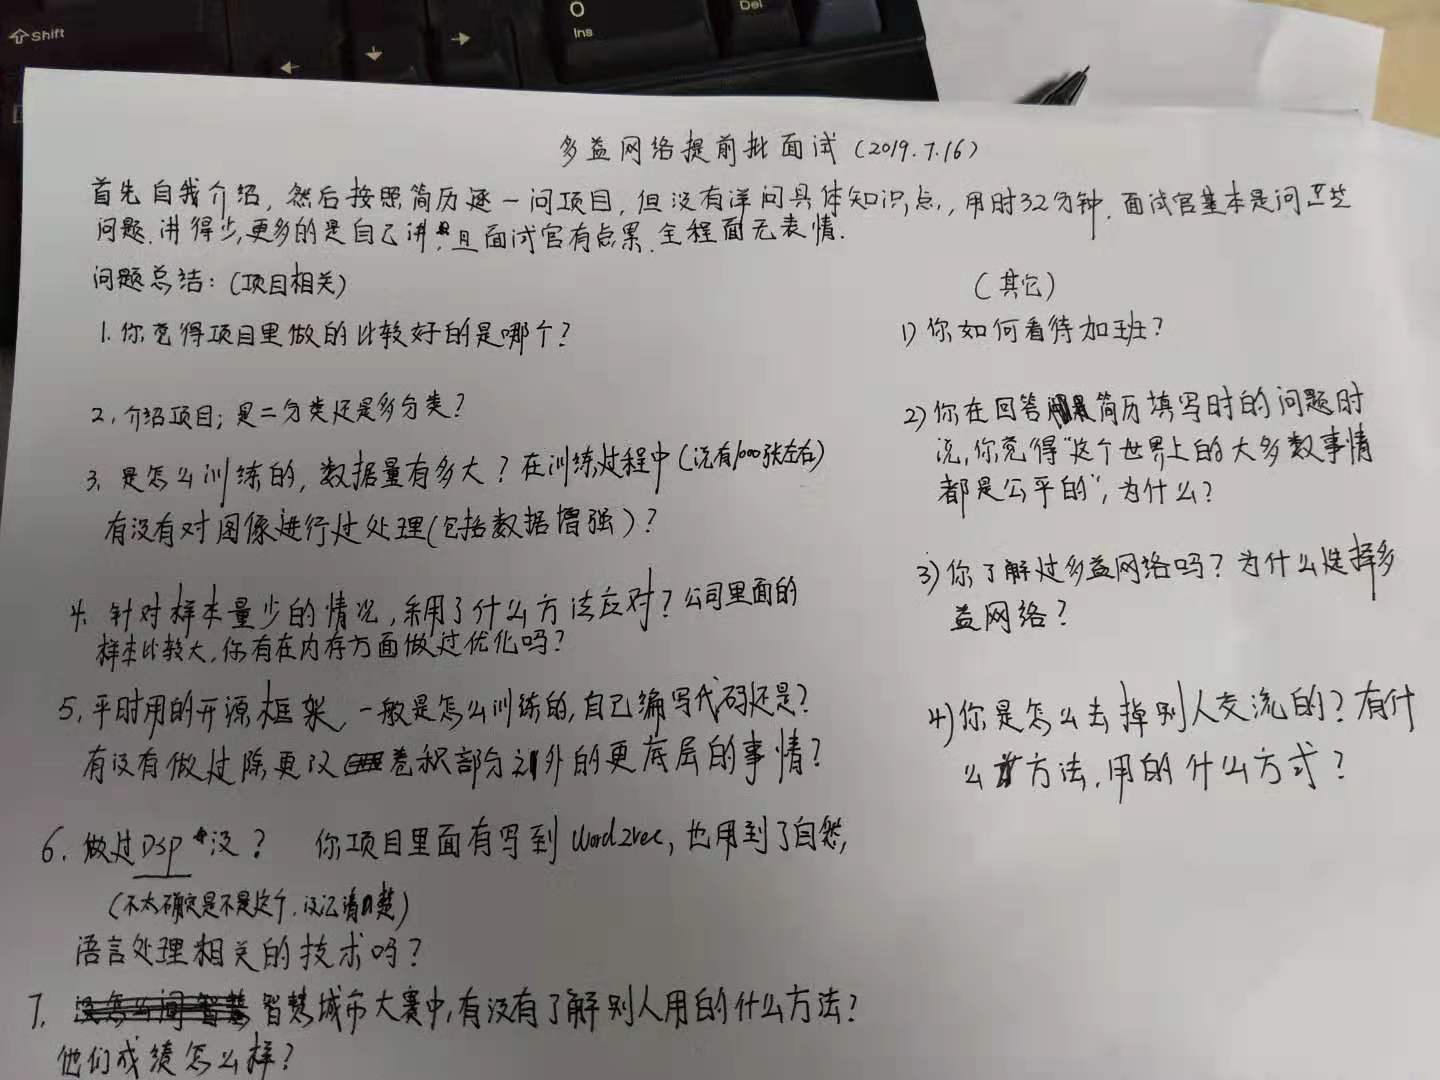 Shift
0
Ins
Del
多益网络提前批面试（2019.7.16）
首先自我介绍，然后按照简历逐一问项目，但没有详问具体知识点，用时32分钟．面试官基本是问一些
问题．讲得少，更多的是自己讲．且面试官有点累．全程面无表情．
问题总结：（项目相关）
1. 你觉得项目里做的比较好的是哪个？
2. 介绍项目；是二分类还是多分类？
3. 是怎么训练的，数据量有多大？在训练过程中（说有1000张左右）
有没有对图像进行过处理（包括数据增强）？
4. 针对样本量少的情况，采用了什么方法应对？公司里面的
样本比较大，你有在内存方面做过优化吗？
5. 平时用的开源框架，一般是怎么训练的，自己编写代码还是？
有没有做过除更改卷积部分之外的更底层的事情？
6. 做过DSP没？ 你项目里面有写到Word2vec，也用到了自然，
（不太确定是不是这个．没记清楚）
语言处理相关的技术吗？
7. 智慧城市大赛中，有没有了解别人用的什么方法？
他们成绩怎么样？
（其它）
1) 你如何看待加班？
2) 你在回答简历填写时的问题时
说，你觉得“这个世界上的大多数事情
都是公平的”，为什么？
3) 你了解过多益网络吗？为什么选择多
益网络？
4) 你是怎么去掉别人交流的？有什
么方法．用的什么方式？